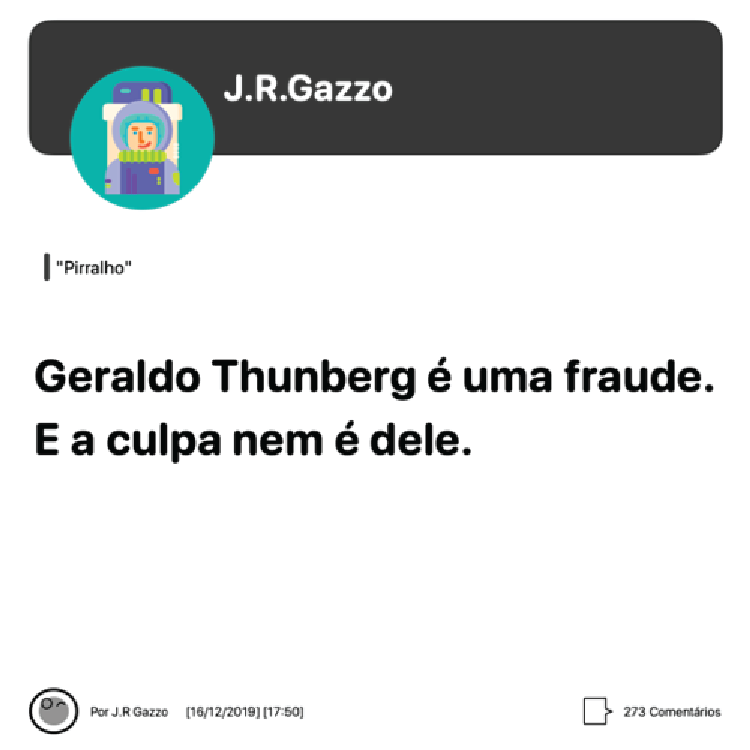 J.R.Gazzo
"Pirralho"
Geraldo Thunberg é uma fraude.
E a culpa nem é dele.
Por J.R Gazzo [16/12/2019] [17:50]
273 Comentários